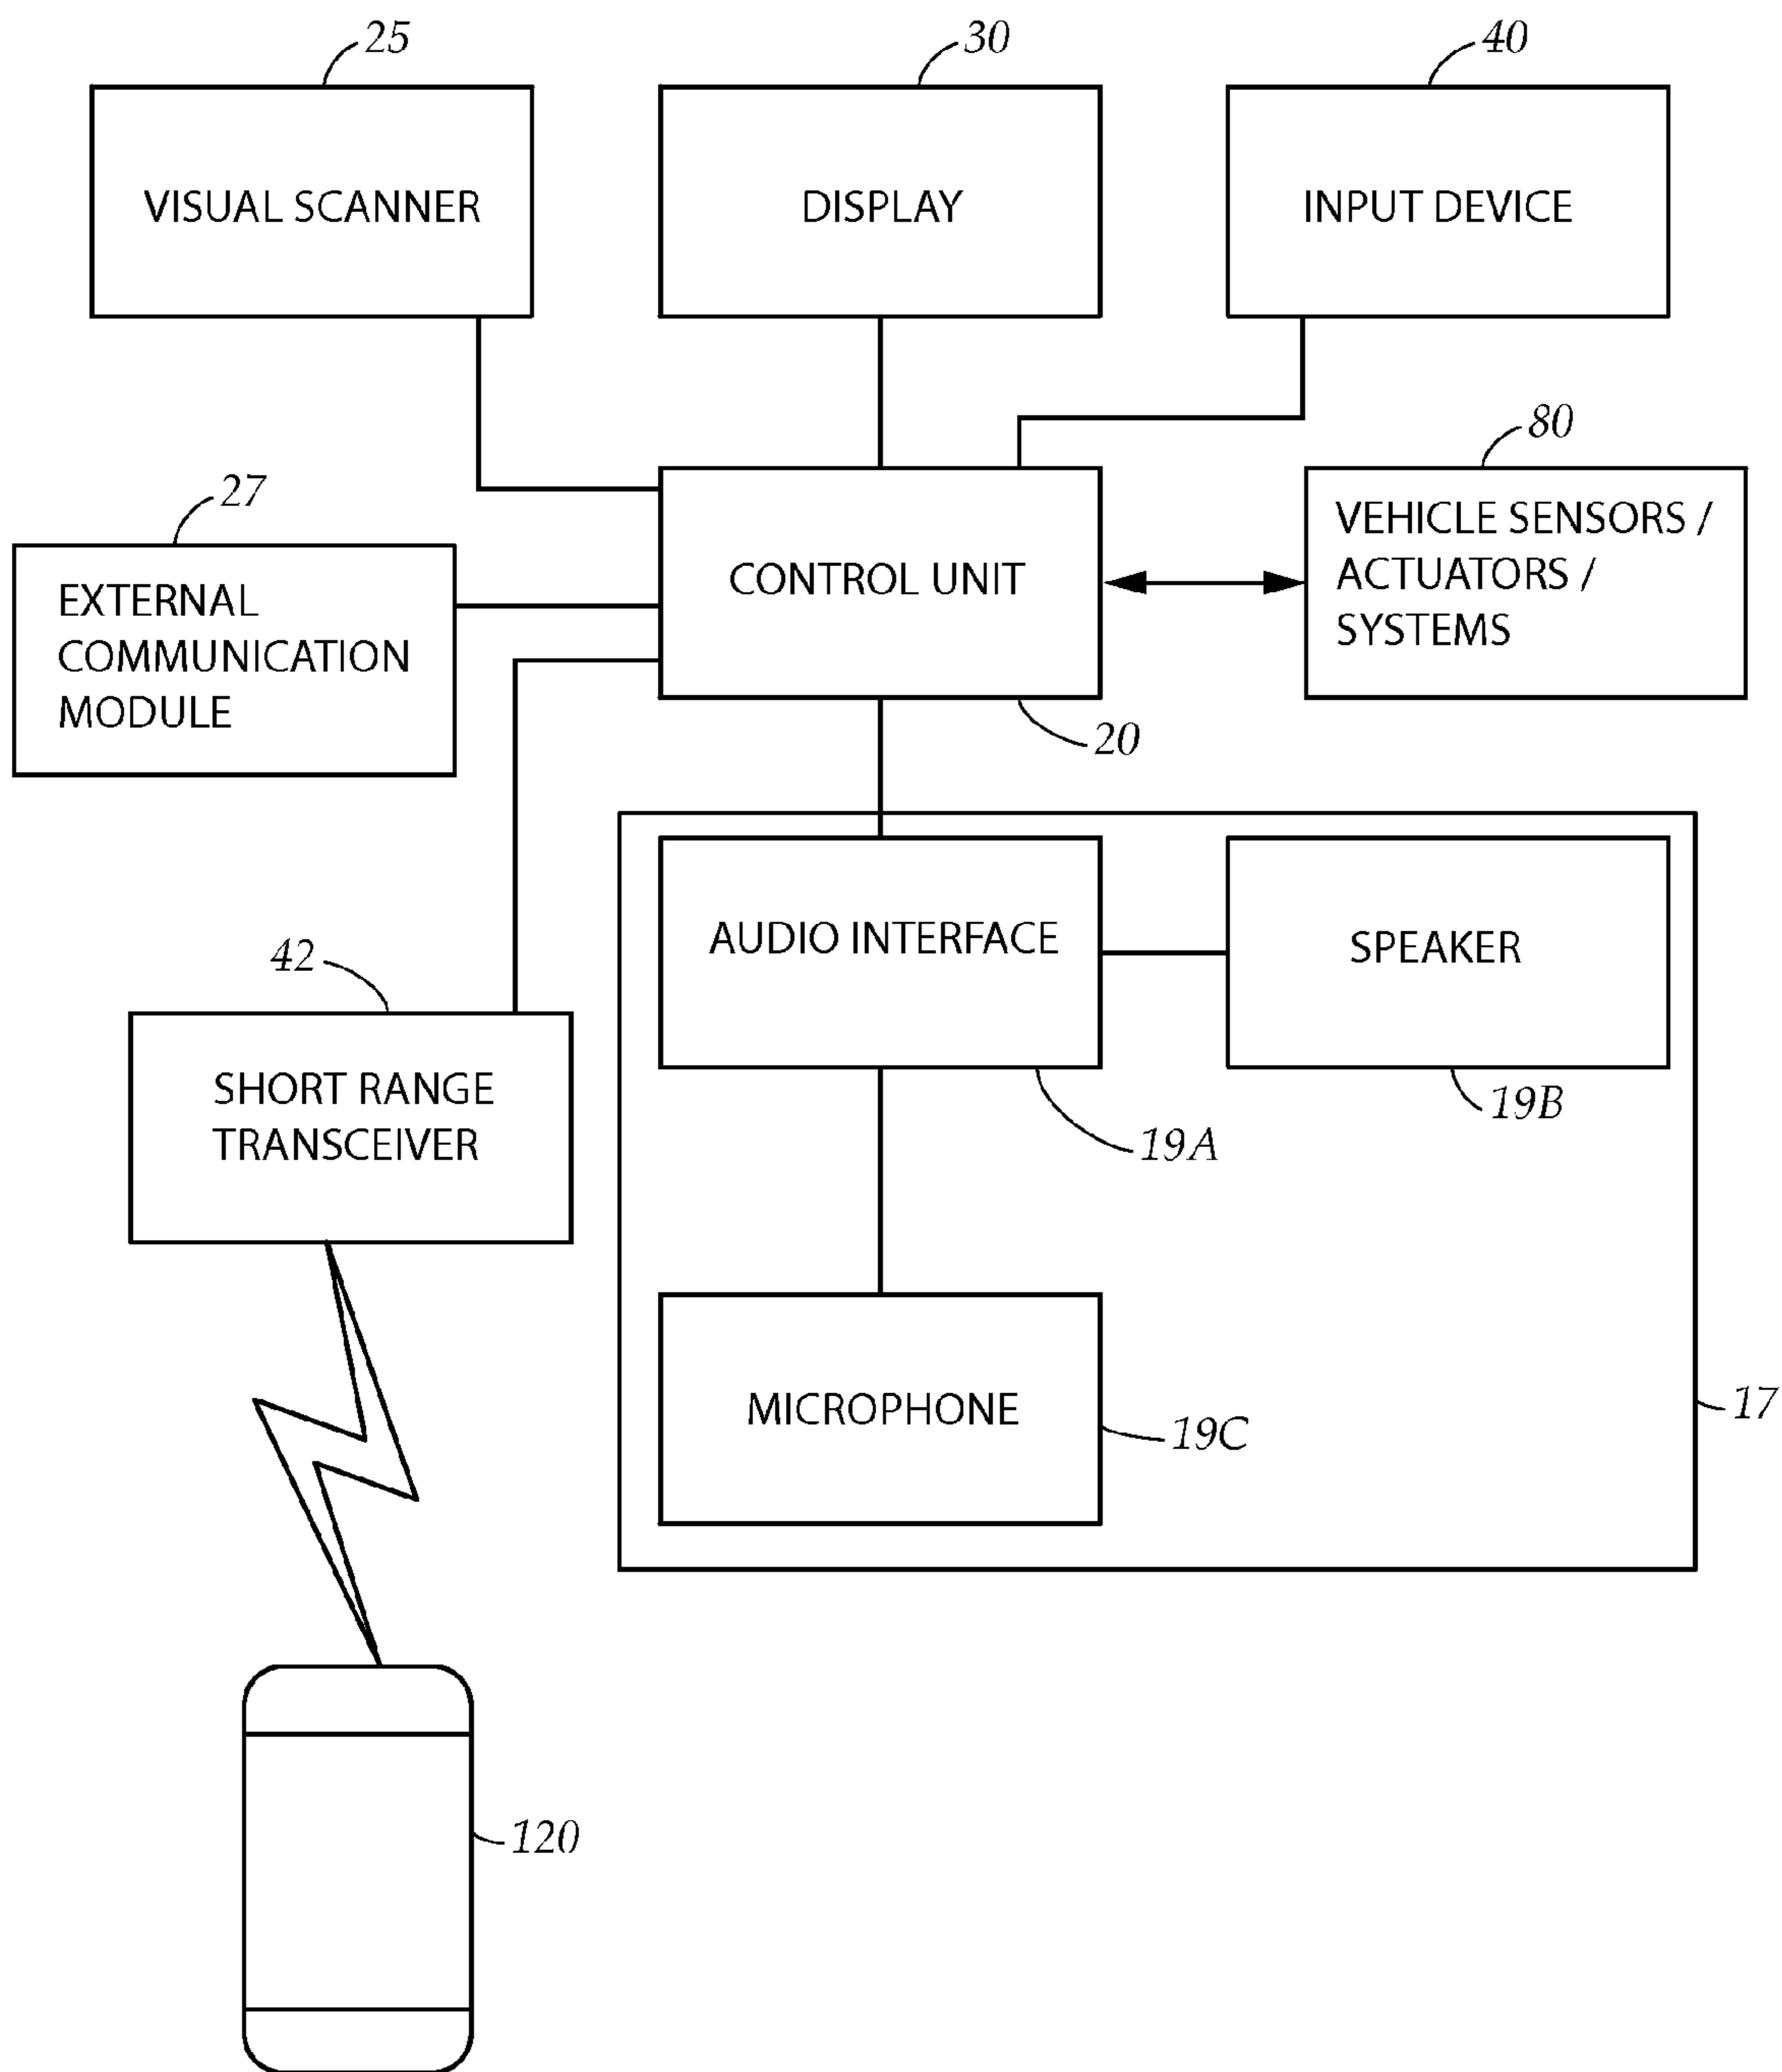 25
30
40
VISUAL SCANNER
DISPLAY
INPUT DEVICE
80
27
VEHICLE SENSORS /
ACTUATORS /
SYSTEMS
CONTROL UNIT
EXTERNAL
COMMUNICATION
MODULE
20
AUDIO INTERFACE
SPEAKER
42
SHORT RANGE
TRANSCEIVER
19B
19A
MICROPHONE
17
19C
120